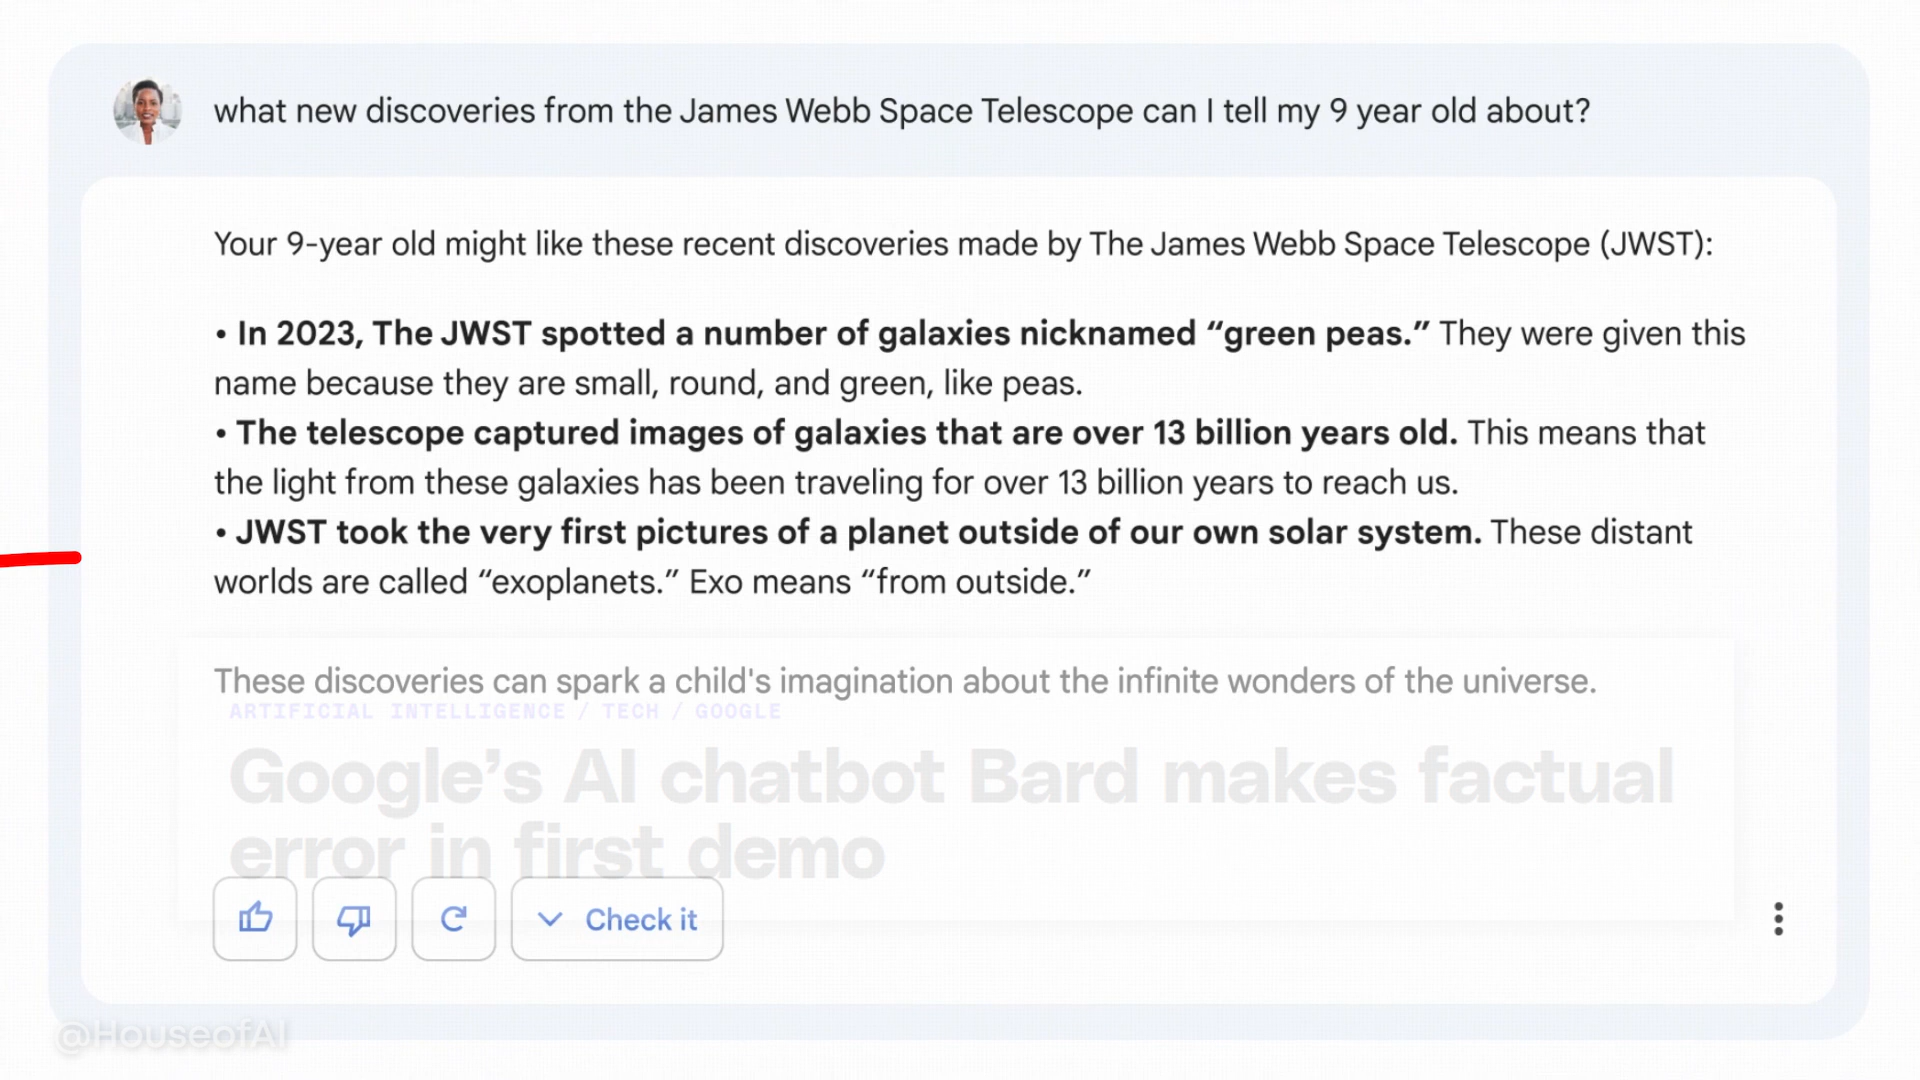 what new discoveries from the James Webb Space Telescope can I tell my 9 year old about?
Your 9-year old might like these recent discoveries made by The James Webb Space Telescope (JWST):
• In 2023, The JWST spotted a number of galaxies nicknamed “green peas.” They were given this
name because they are small, round, and green, like peas.
• The telescope captured images of galaxies that are over 13 billion years old. This means that
the light from these galaxies has been traveling for over 13 billion years to reach us.
• JWST took the very first pictures of a planet outside of our own solar system. These distant
worlds are called “exoplanets.” Exo means “from outside.”
These discoveries can spark a child's imagination about the infinite wonders of the universe.
ARTIFICIAL INTELLIGENCE / TECH / GOOGLE
Google’s AI chatbot Bard makes factual
error in first demo
Check it
@HouseofAI